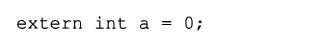 extern int a = 0;